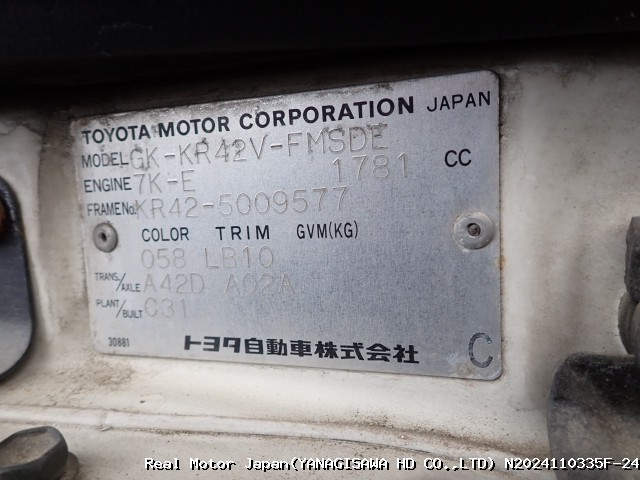 TOYOTA MOTOR CORPORATION JAPAN
MODEL GK-KR42V-FMSDE
ENGINE 7K-E 1781 CC
FRAME No. KR42-5009577
COLOR TRIM GVM(KG)
058 LB10
TRANS./AXLE A42D A02A
PLANT/BUILT C31
30881 トヨタ自動車株式会社 C
Real Motor Japan(YANAGISAWA HD CO.,LTD) N2024110335F-24